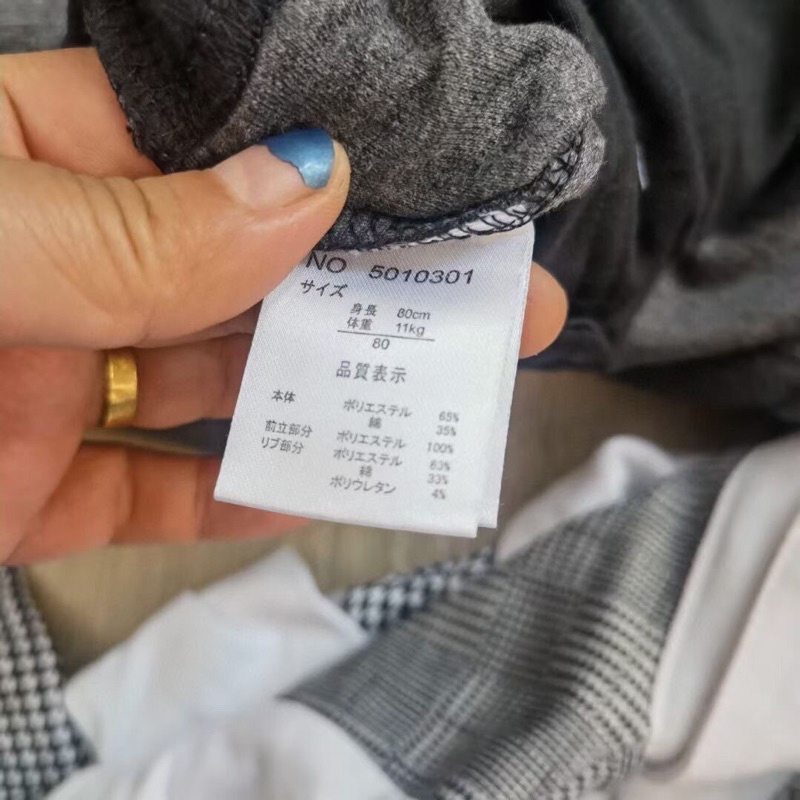 NO 5010301
サイズ
身長 80cm
体重 11kg
80
品質表示
本体 ポリエステル 65%
綿 35%
前立部分 ポリエステル 100%
リブ部分 ポリエステル 63%
綿 33%
ポリウレタン 4%